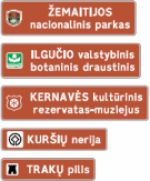 ŽEMAITIJOS
nacionalinis parkas
ILGUČIO valstybinis
botaninis draustinis
KERNAVĖS kultūrinis
rezervatas-muziejus
KURŠIŲ nerija
TRAKŲ pilis